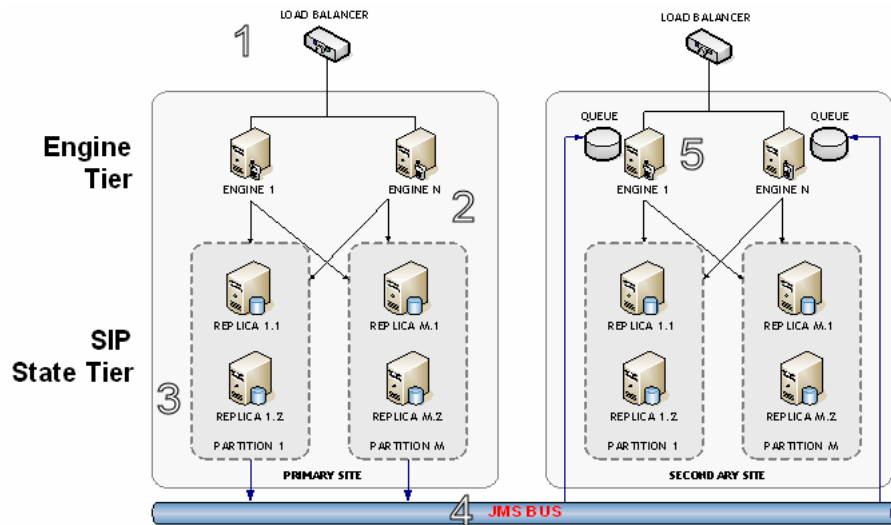 LOAD BALANCER
LOAD BALANCER
1
QUEUE
QUEUE
Engine
Tier
5
ENGINE 1
ENGINE N
ENGINE 1
ENGINE N
2
REPLICA 1.1
REPLICA M.1
REPLICA 1.1
REPLICA M.1
SIP
State Tier
3
REPLICA 1.2
REPLICA M.2
REPLICA 1.2
REPLICA M.2
PARTITION 1
PARTITION M
PARTITION 1
PARTITION M
PRIMARY SITE
SECONDARY SITE
4
JMS BUS